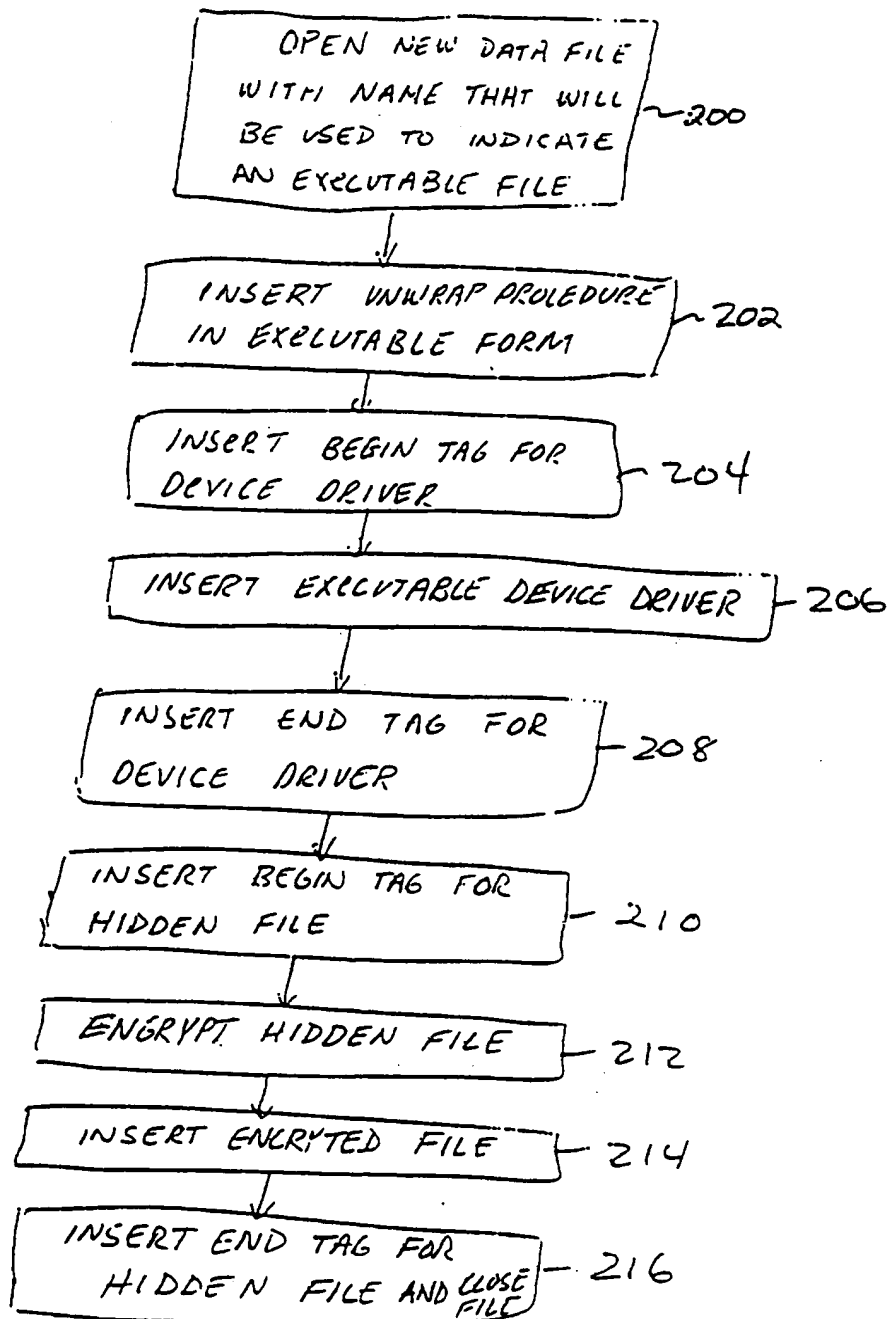 OPEN NEW DATA FILE
WITH NAME THAT WILL
BE USED TO INDICATE
AN EXECUTABLE FILE
200
INSERT UNWRAP PROCEDURE
IN EXECUTABLE FORM
202
INSERT BEGIN TAG FOR
DEVICE DRIVER
204
INSERT EXECUTABLE DEVICE DRIVER
206
INSERT END TAG FOR
DEVICE DRIVER
208
INSERT BEGIN TAG FOR
HIDDEN FILE
210
ENCRYPT HIDDEN FILE
212
INSERT ENCRYTED FILE
214
INSERT END TAG FOR
HIDDEN FILE AND CLOSE
FILE
216